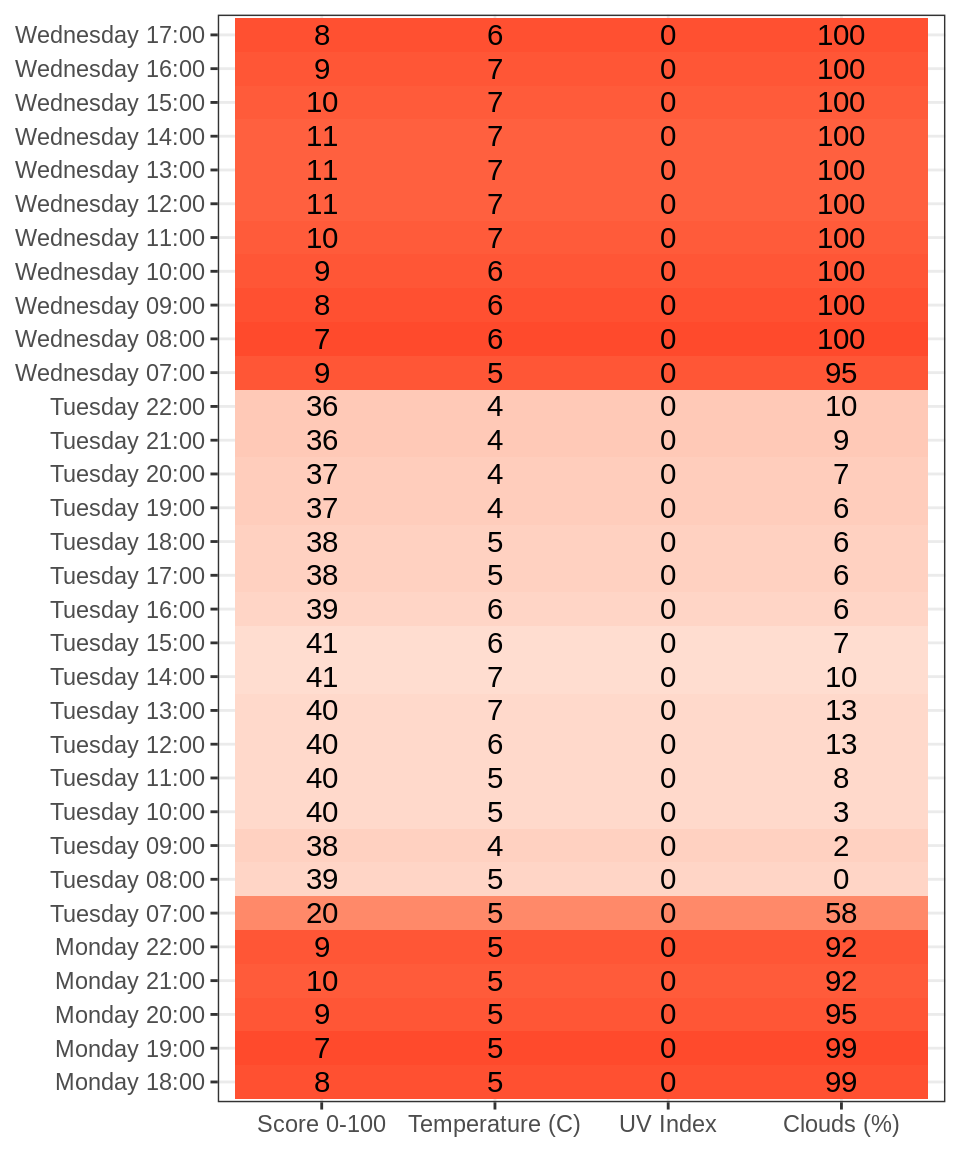 Wednesday 17:00 8 6 0 100
Wednesday 16:00 9 7 0 100
Wednesday 15:00 10 7 0 100
Wednesday 14:00 11 7 0 100
Wednesday 13:00 11 7 0 100
Wednesday 12:00 11 7 0 100
Wednesday 11:00 10 7 0 100
Wednesday 10:00 9 6 0 100
Wednesday 09:00 8 6 0 100
Wednesday 08:00 7 6 0 100
Wednesday 07:00 9 5 0 95
Tuesday 22:00 36 4 0 10
Tuesday 21:00 36 4 0 9
Tuesday 20:00 37 4 0 7
Tuesday 19:00 37 4 0 6
Tuesday 18:00 38 5 0 6
Tuesday 17:00 38 5 0 6
Tuesday 16:00 39 6 0 6
Tuesday 15:00 41 6 0 7
Tuesday 14:00 41 7 0 10
Tuesday 13:00 40 7 0 13
Tuesday 12:00 40 6 0 13
Tuesday 11:00 40 5 0 8
Tuesday 10:00 40 5 0 3
Tuesday 09:00 38 4 0 2
Tuesday 08:00 39 5 0 0
Tuesday 07:00 20 5 0 58
Monday 22:00 9 5 0 92
Monday 21:00 10 5 0 92
Monday 20:00 9 5 0 95
Monday 19:00 7 5 0 99
Monday 18:00 8 5 0 99
Score 0-100 Temperature (C) UV Index Clouds (%)